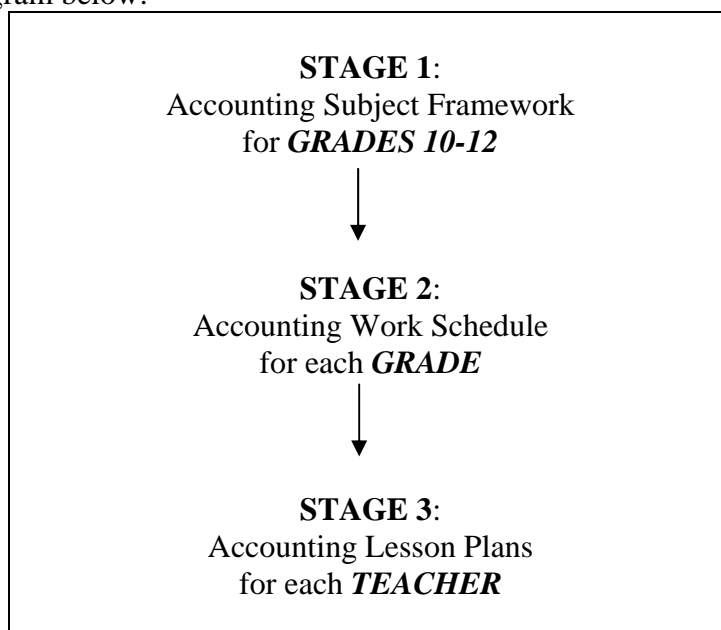 STAGE 1:
Accounting Subject Framework
for GRADES 10-12
STAGE 2:
Accounting Work Schedule
for each GRADE
STAGE 3:
Accounting Lesson Plans
for each TEACHER